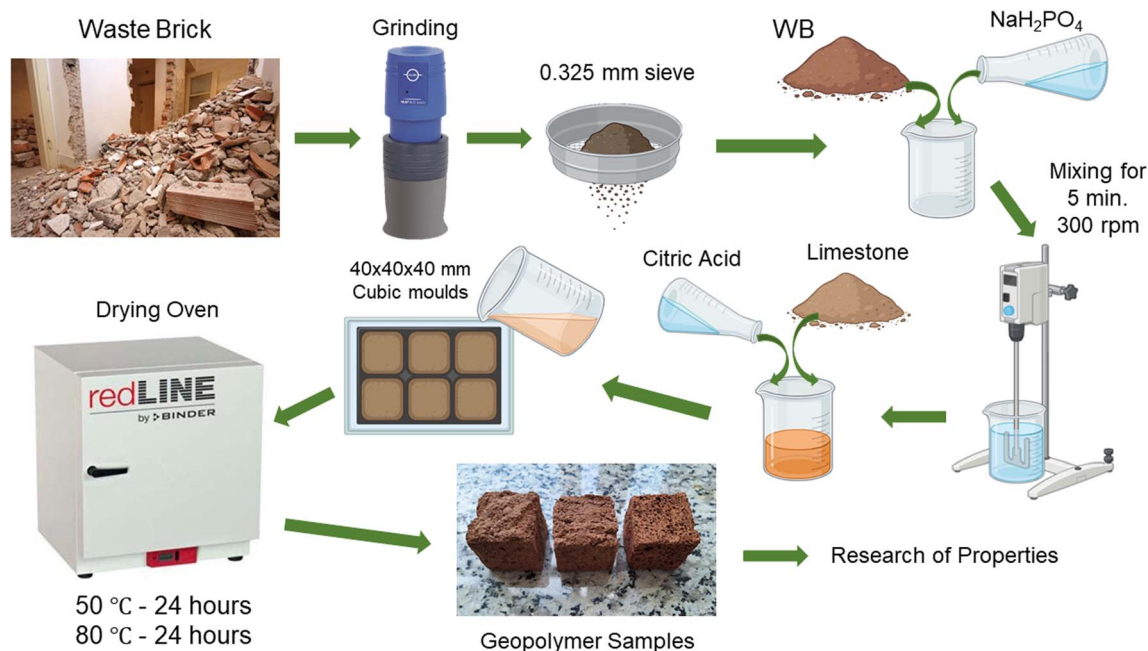 Waste Brick
Grinding
0.325 mm sieve
WB
NaH₂PO₄
Mixing for
5 min.
300 rpm
Limestone
Citric Acid
40x40x40 mm
Cubic moulds
Drying Oven
redLINE
by BINDER
50 °C - 24 hours
80 °C - 24 hours
Geopolymer Samples
Research of Properties